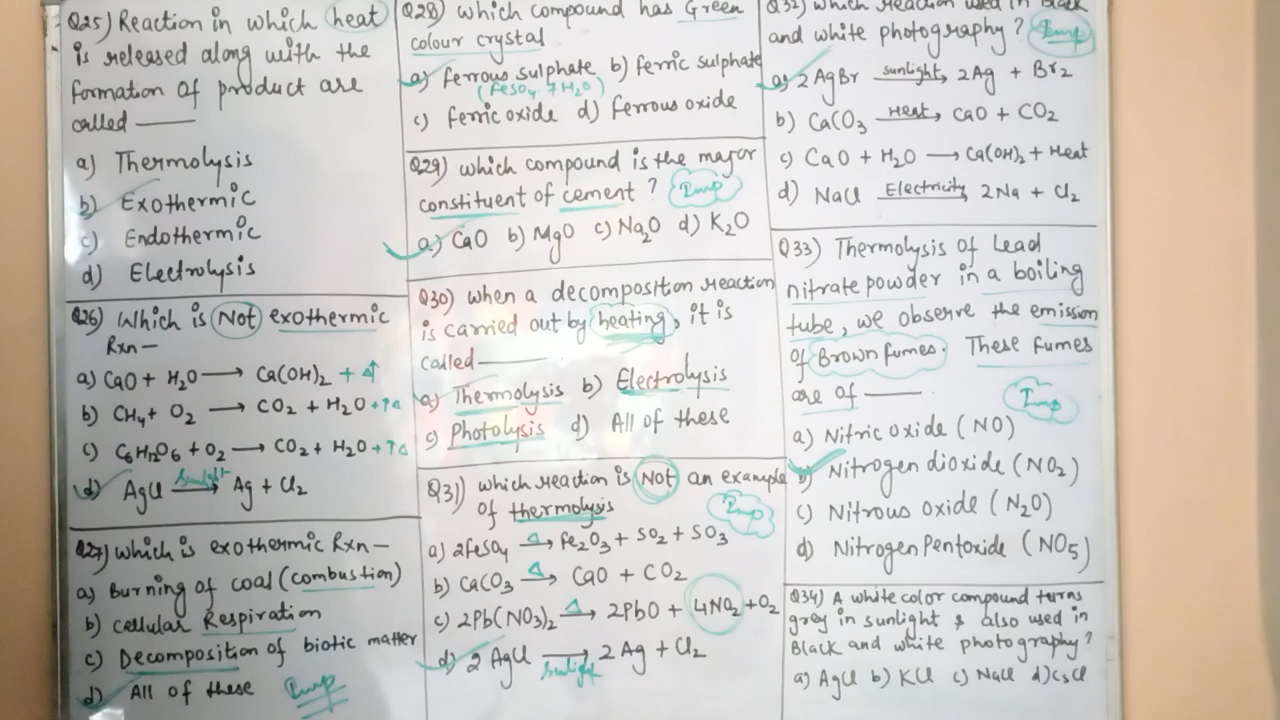 Q25) Reaction in which heat
is released along with the
formation of product are
called ——
a) Thermolysis
b) Exothermic
c) Endothermic
d) Electrolysis
Q26) Which is Not exothermic
Rxn—
a) CaO + H₂O → Ca(OH)₂ + Δ↑
b) CH₄ + O₂ → CO₂ + H₂O +↑Δ
c) C₆H₁₂O₆ + O₂ → CO₂ + H₂O +↑Δ
d) AgCl sunlight→ Ag + Cl₂
Q27) which is exothermic Rxn—
a) Burning of coal (combustion)
b) cellular Respiration
c) Decomposition of biotic matter
d) All of these Imp
Q28) which compound has Green
colour crystal
a) ferrous sulphate b) ferric sulphate
(FeSO₄ 7H₂O)
c) ferric oxide d) ferrous oxide
Q29) which compound is the major
constituent of cement ? Imp
a) CaO b) MgO c) Na₂O d) K₂O
Q30) when a decomposition reaction
is carried out by heating, it is
called ——
a) Thermolysis b) Electrolysis
c) Photolysis d) All of these
Q31) which reaction is Not an example
of thermolysis Imp
a) 2FeSO₄ Δ→ Fe₂O₃ + SO₂ + SO₃
b) CaCO₃ Δ→ CaO + CO₂
c) 2Pb(NO₃)₂ Δ→ 2PbO + 4NO₂ + O₂
d) 2 AgCl sunlight→ 2 Ag + Cl₂
Q32) which reaction used in Black
and white photography ? Imp
a) 2 AgBr sunlight→ 2Ag + Br₂
b) CaCO₃ Heat→ CaO + CO₂
c) CaO + H₂O → Ca(OH)₂ + Heat
d) NaCl Electricity→ 2Na + Cl₂
Q33) Thermolysis of Lead
nitrate powder in a boiling
tube, we observe the emission
of Brown fumes. These fumes
are of ——
Imp
a) Nitric oxide (NO)
b) Nitrogen dioxide (NO₂)
c) Nitrous oxide (N₂O)
d) Nitrogen Pentoxide (NO₅)
Q34) A white color compound turns
grey in sunlight & also used in
Black and white photography?
a) AgCl b) KCl c) NaCl d) CsCl